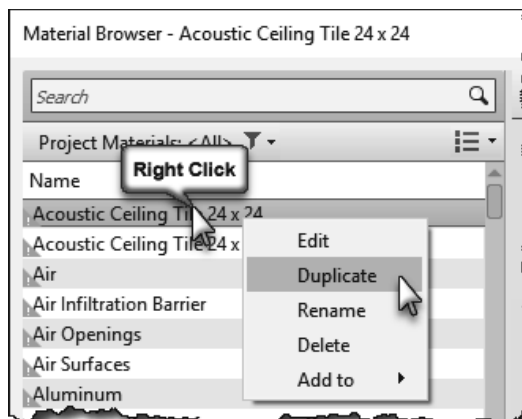 Material Browser - Acoustic Ceiling Tile 24 x 24
Search
Project Materials: <All>
Right Click
Name
Acoustic Ceiling Tile 24 x 24
Acoustic Ceiling Tile 24 x
Air
Air Infiltration Barrier
Air Openings
Air Surfaces
Aluminum
Edit
Duplicate
Rename
Delete
Add to